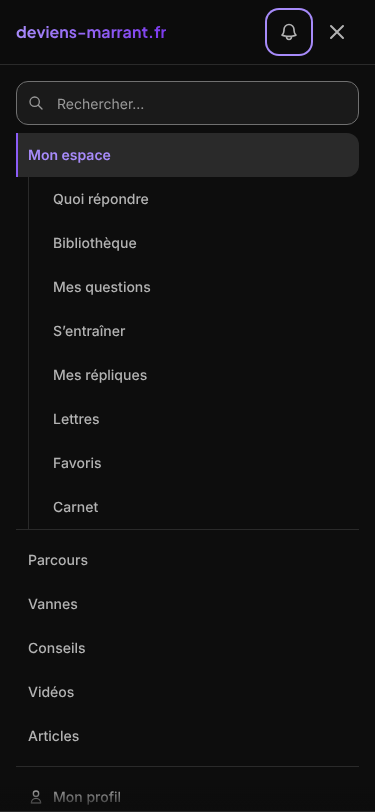 deviens-marrant.fr
Rechercher...
Mon espace
Quoi répondre
Bibliothèque
Mes questions
S’entraîner
Mes répliques
Lettres
Favoris
Carnet
Parcours
Vannes
Conseils
Vidéos
Articles
Mon profil